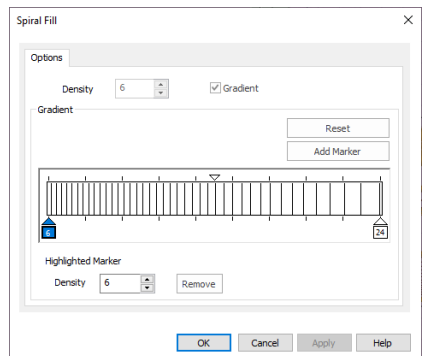 Spiral Fill
Options
Density 6 Gradient
Gradient
Reset
Add Marker
6 24
Highlighted Marker
Density 6 Remove
OK Cancel Apply Help